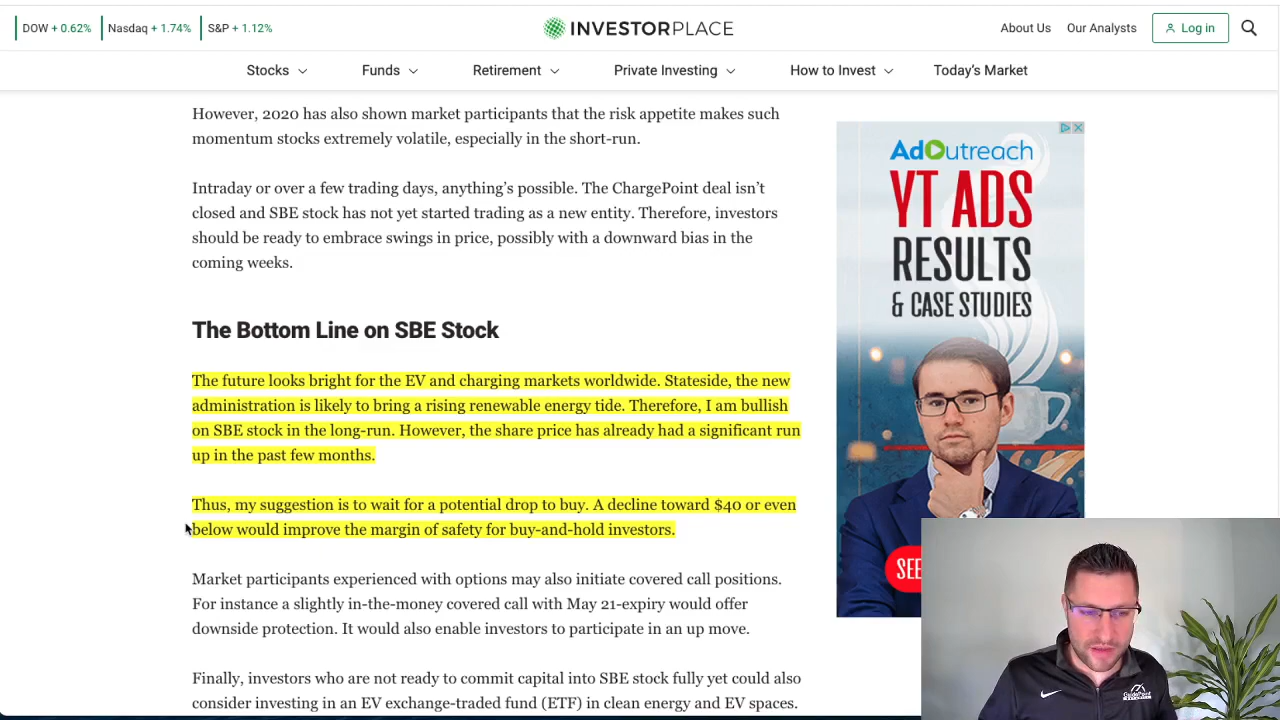 DOW + 0.62% Nasdaq + 1.74% S&P + 1.12%
INVESTORPLACE
About Us Our Analysts Log in
Stocks Funds Retirement Private Investing How to Invest Today's Market
However, 2020 has also shown market participants that the risk appetite makes such
momentum stocks extremely volatile, especially in the short-run.
Intraday or over a few trading days, anything's possible. The ChargePoint deal isn't
closed and SBE stock has not yet started trading as a new entity. Therefore, investors
should be ready to embrace swings in price, possibly with a downward bias in the
coming weeks.
The Bottom Line on SBE Stock
The future looks bright for the EV and charging markets worldwide. Stateside, the new
administration is likely to bring a rising renewable energy tide. Therefore, I am bullish
on SBE stock in the long-run. However, the share price has already had a significant run
up in the past few months.
Thus, my suggestion is to wait for a potential drop to buy. A decline toward $40 or even
below would improve the margin of safety for buy-and-hold investors.
Market participants experienced with options may also initiate covered call positions.
For instance a slightly in-the-money covered call with May 21-expiry would offer
downside protection. It would also enable investors to participate in an up move.
Finally, investors who are not ready to commit capital into SBE stock fully yet could also
consider investing in an EV exchange-traded fund (ETF) in clean energy and EV spaces.
AdOutreach
YT ADS
RESULTS
& CASE STUDIES
SEE
GuidePoint